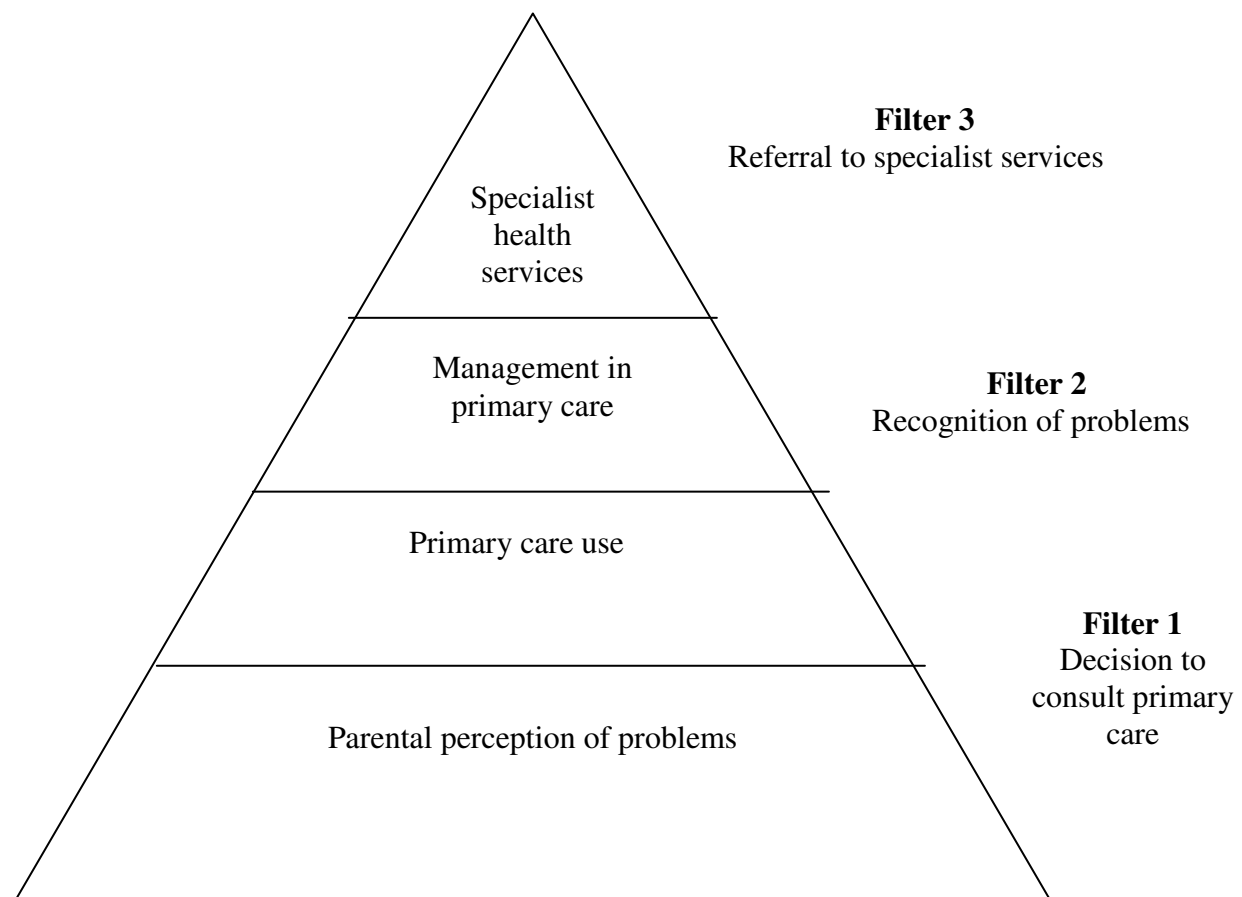 Filter 3
Referral to specialist services
Specialist
health
services
Management in
primary care
Filter 2
Recognition of problems
Primary care use
Filter 1
Decision to
consult primary
care
Parental perception of problems